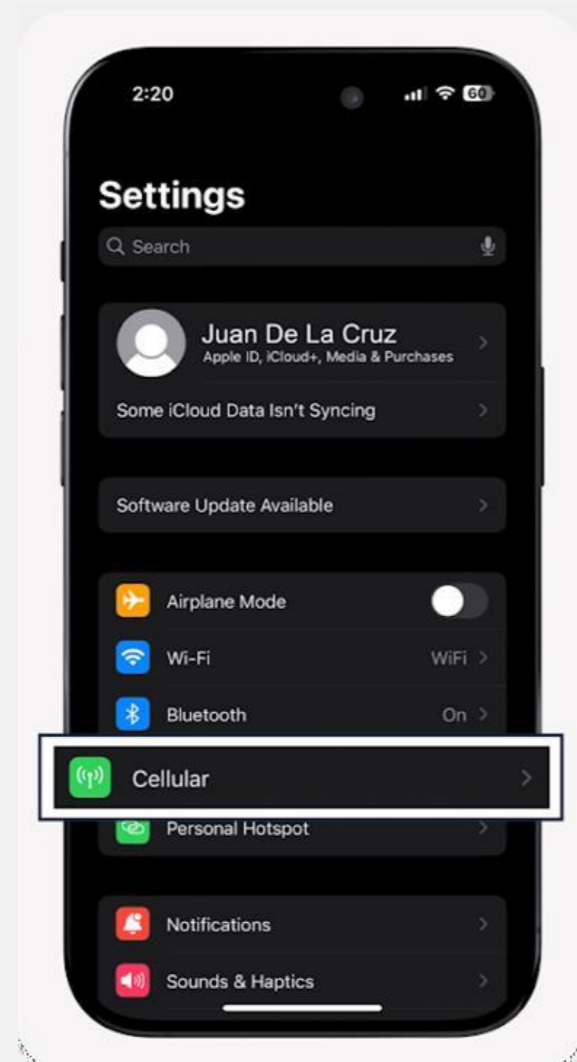 2:20
60
Settings
Search
Juan De La Cruz
Apple ID, iCloud+, Media & Purchases
Some iCloud Data Isn't Syncing
Software Update Available
Airplane Mode
Wi-Fi WiFi
Bluetooth On
Cellular
Personal Hotspot
Notifications
Sounds & Haptics